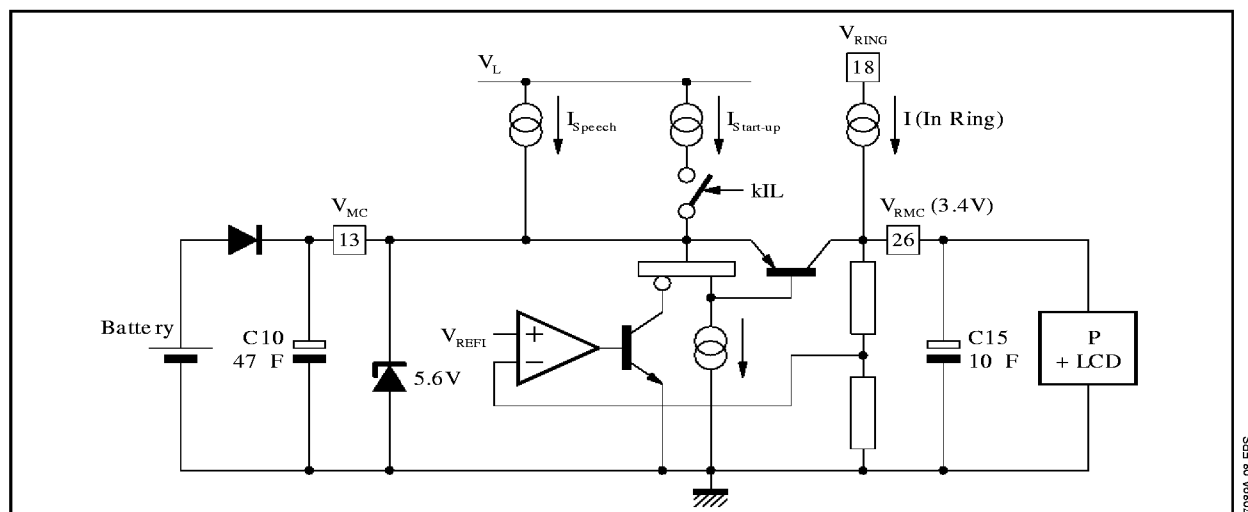 V_RING
18
V_L
I_Speech
I_Start-up
I (In Ring)
kIL
V_MC
13
V_RMC (3.4V)
26
Battery
C10
47 F
5.6V
V_REFI
+
−
C15
10 F
P
+ LCD